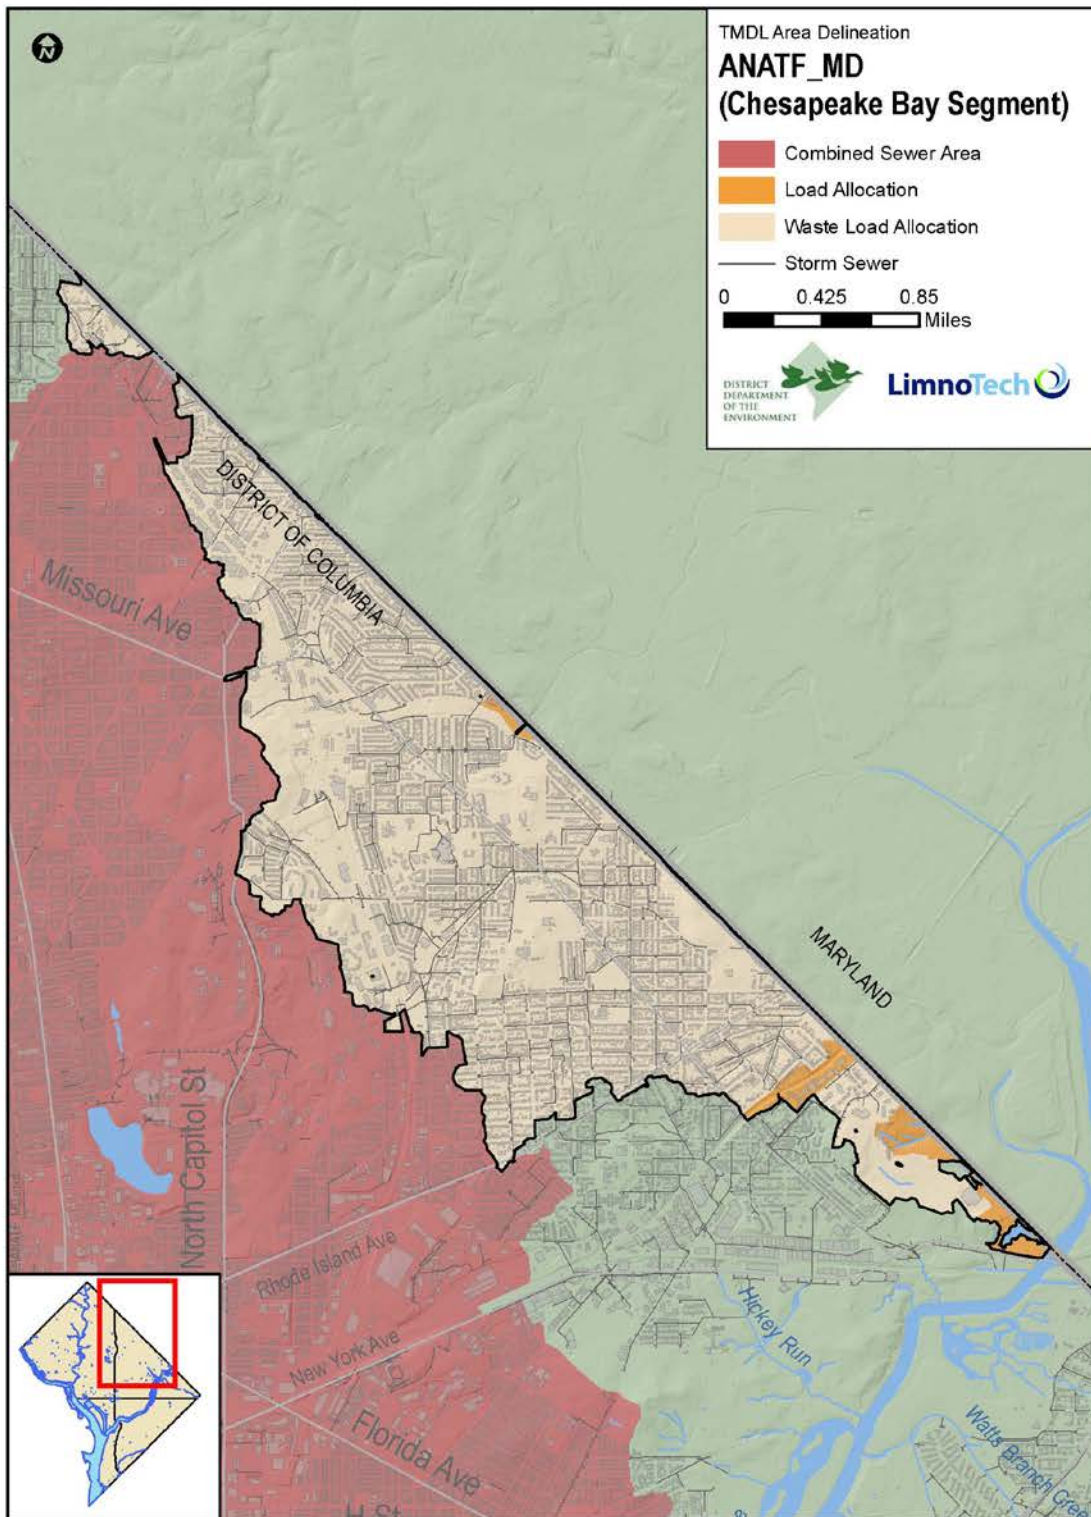 N
TMDL Area Delineation
ANATF_MD
(Chesapeake Bay Segment)
Combined Sewer Area
Load Allocation
Waste Load Allocation
Storm Sewer
0 0.425 0.85
Miles
DISTRICT
DEPARTMENT
OF THE
ENVIRONMENT
LimnoTech
DISTRICT OF COLUMBIA
Missouri Ave
MARYLAND
North Capitol St
Rhode Island Ave
New York Ave
Florida Ave
H St
Hickey Run
Watts Branch Cree